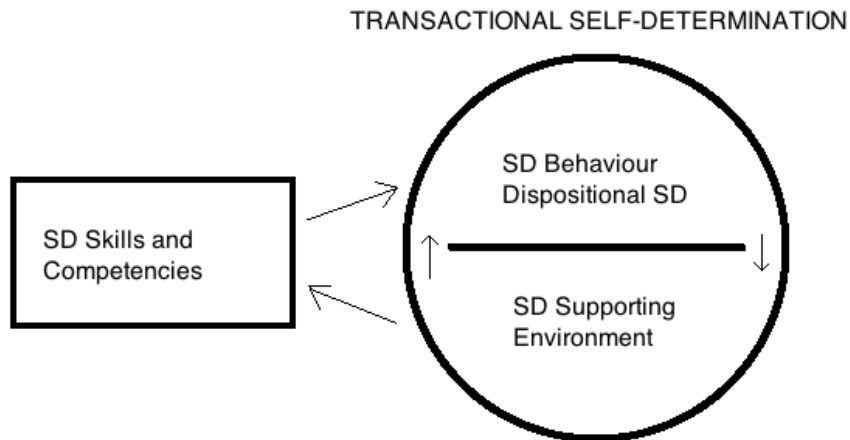 TRANSACTIONAL SELF-DETERMINATION
SD Behaviour
Dispositional SD
SD Skills and
Competencies
SD Supporting
Environment